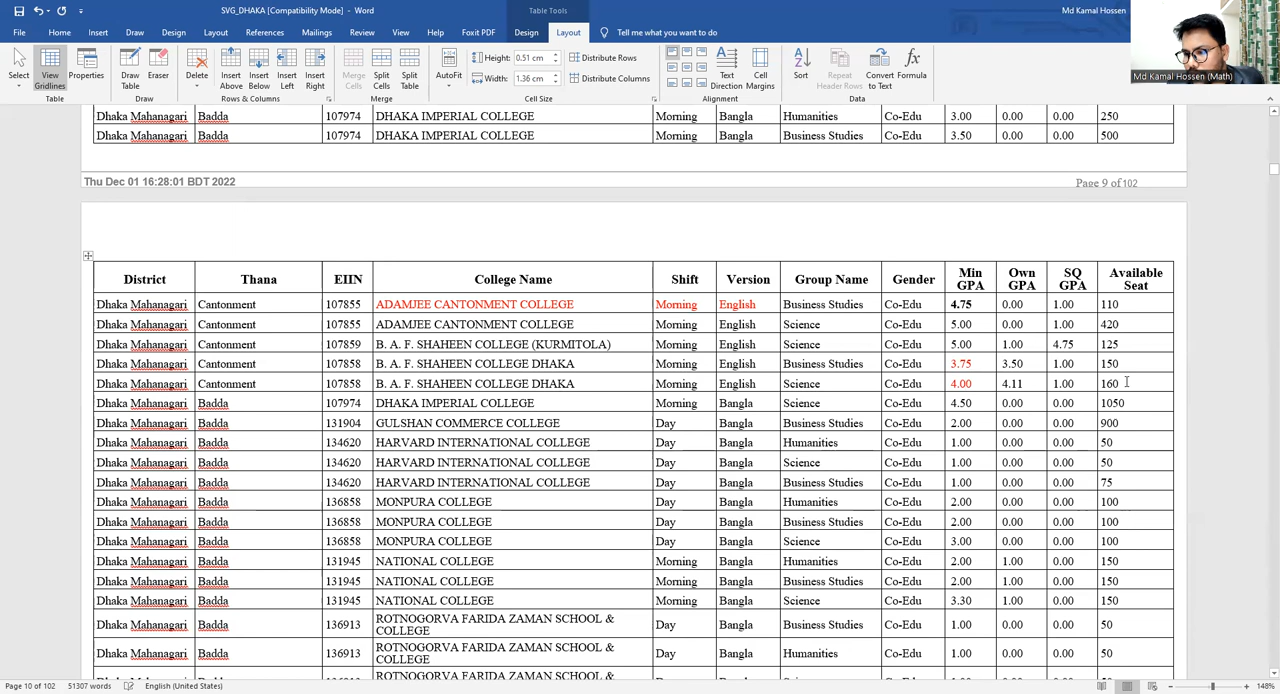 SVG_DHAKA [Compatibility Mode] • Word
Table Tools
Md Kamal Hossen
File Home Insert Draw Design Layout References Mailings Review View Help Foxit PDF Design Layout Tell me what you want to do
Height: 0.51 cm Distribute Rows
Width: 1.36 cm Distribute Columns
Select View Gridlines Properties Draw Table Eraser Delete Insert Above Insert Below Insert Left Insert Right Merge Cells Split Cells Split Table AutoFit Text Direction Cell Margins Sort Repeat Header Rows Convert to Text Formula
Table Draw Rows & Columns Merge Cell Size Alignment Data
Md Kamal Hossen (Math)
Dhaka Mahanagari Badda 107974 DHAKA IMPERIAL COLLEGE Morning Bangla Humanities Co-Edu 3.00 0.00 0.00 250
Dhaka Mahanagari Badda 107974 DHAKA IMPERIAL COLLEGE Morning Bangla Business Studies Co-Edu 3.50 0.00 0.00 500
Thu Dec 01 16:28:01 BDT 2022 Page 9 of 102
District Thana EIIN College Name Shift Version Group Name Gender Min GPA Own GPA SQ GPA Available Seat
Dhaka Mahanagari Cantonment 107855 ADAMJEE CANTONMENT COLLEGE Morning English Business Studies Co-Edu 4.75 0.00 1.00 110
Dhaka Mahanagari Cantonment 107855 ADAMJEE CANTONMENT COLLEGE Morning English Science Co-Edu 5.00 0.00 1.00 420
Dhaka Mahanagari Cantonment 107859 B. A. F. SHAHEEN COLLEGE (KURMITOLA) Morning English Science Co-Edu 5.00 1.00 4.75 125
Dhaka Mahanagari Cantonment 107858 B. A. F. SHAHEEN COLLEGE DHAKA Morning English Business Studies Co-Edu 3.75 3.50 1.00 150
Dhaka Mahanagari Cantonment 107858 B. A. F. SHAHEEN COLLEGE DHAKA Morning English Science Co-Edu 4.00 4.11 1.00 160
Dhaka Mahanagari Badda 107974 DHAKA IMPERIAL COLLEGE Morning Bangla Science Co-Edu 4.50 0.00 0.00 1050
Dhaka Mahanagari Badda 131904 GULSHAN COMMERCE COLLEGE Day Bangla Business Studies Co-Edu 2.00 0.00 0.00 900
Dhaka Mahanagari Badda 134620 HARVARD INTERNATIONAL COLLEGE Day Bangla Humanities Co-Edu 1.00 0.00 0.00 50
Dhaka Mahanagari Badda 134620 HARVARD INTERNATIONAL COLLEGE Day Bangla Science Co-Edu 1.00 0.00 0.00 50
Dhaka Mahanagari Badda 134620 HARVARD INTERNATIONAL COLLEGE Day Bangla Business Studies Co-Edu 1.00 0.00 0.00 75
Dhaka Mahanagari Badda 136858 MONPURA COLLEGE Day Bangla Humanities Co-Edu 2.00 0.00 0.00 100
Dhaka Mahanagari Badda 136858 MONPURA COLLEGE Day Bangla Business Studies Co-Edu 2.00 0.00 0.00 100
Dhaka Mahanagari Badda 136858 MONPURA COLLEGE Day Bangla Science Co-Edu 3.00 0.00 0.00 100
Dhaka Mahanagari Badda 131945 NATIONAL COLLEGE Morning Bangla Humanities Co-Edu 2.00 1.00 0.00 150
Dhaka Mahanagari Badda 131945 NATIONAL COLLEGE Morning Bangla Business Studies Co-Edu 2.00 1.00 0.00 150
Dhaka Mahanagari Badda 131945 NATIONAL COLLEGE Morning Bangla Science Co-Edu 3.30 1.00 0.00 150
Dhaka Mahanagari Badda 136913 ROTNOGORVA FARIDA ZAMAN SCHOOL & COLLEGE Day Bangla Business Studies Co-Edu 1.00 0.00 0.00 50
Dhaka Mahanagari Badda 136913 ROTNOGORVA FARIDA ZAMAN SCHOOL & COLLEGE Day Bangla Humanities Co-Edu 1.00 0.00 0.00 50
ROTNOGORVA FARIDA ZAMAN SCHOOL &
Page 10 of 102 51307 words English (United States) 148%